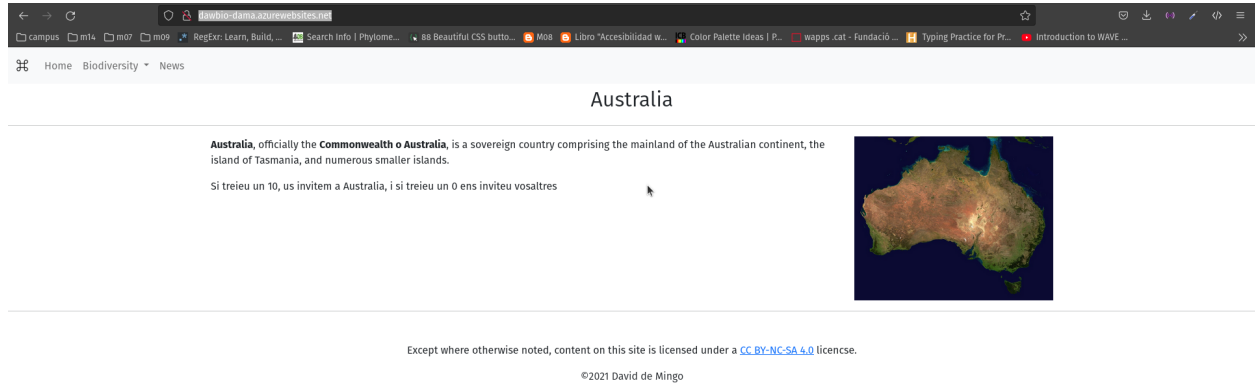 dawbio-dama.azurewebsites.net
campus m14 m07 m09 RegExr: Learn, Build, ... Search Info | Phylome... 88 Beautiful CSS butto... M08 Libro "Accesibilidad w... Color Palette Ideas | P... wapps .cat - Fundació ... Typing Practice for Pr... Introduction to WAVE ...
Home Biodiversity News
Australia
Australia, officially the Commonwealth o Australia, is a sovereign country comprising the mainland of the Australian continent, the
island of Tasmania, and numerous smaller islands.
Si treieu un 10, us invitem a Australia, i si treieu un 0 ens inviteu vosaltres
Except where otherwise noted, content on this site is licensed under a CC BY-NC-SA 4.0 licencse.
©2021 David de Mingo